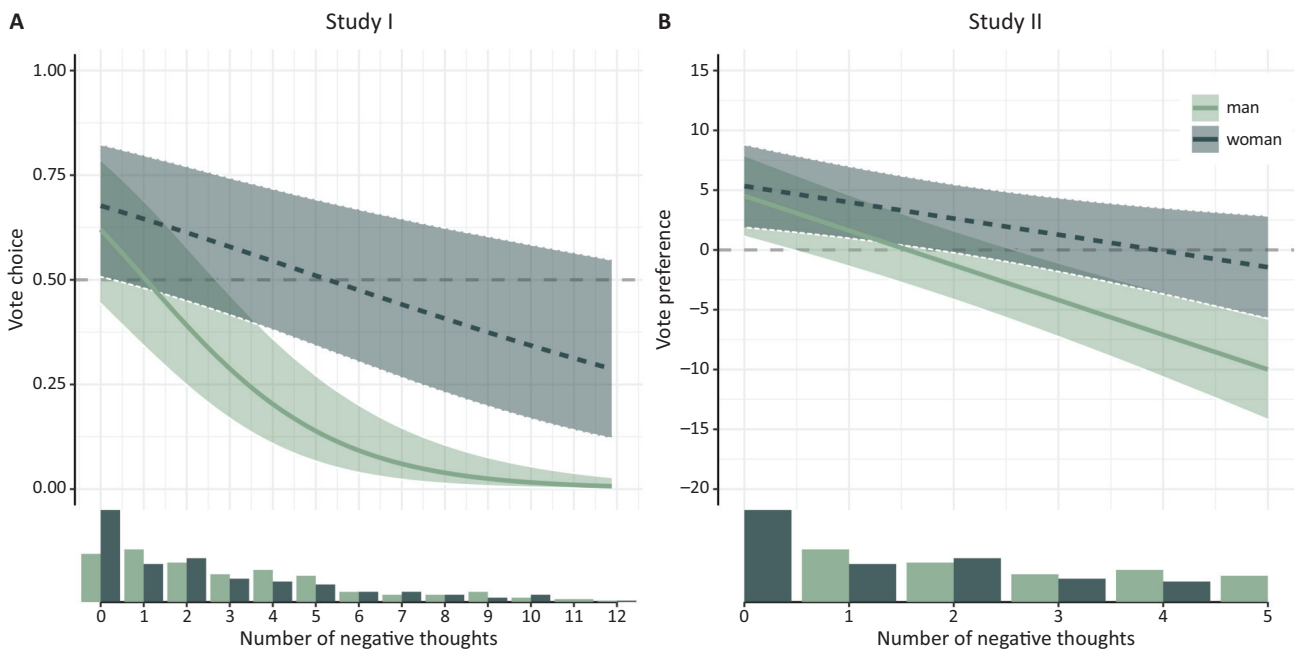 A
Study I
1.00
0.75
0.50
0.25
0.00
Vote choice
0 1 2 3 4 5 6 7 8 9 10 11 12
Number of negative thoughts
B
Study II
15
10
5
0
−5
−10
−15
−20
Vote preference
man
woman
0 1 2 3 4 5
Number of negative thoughts